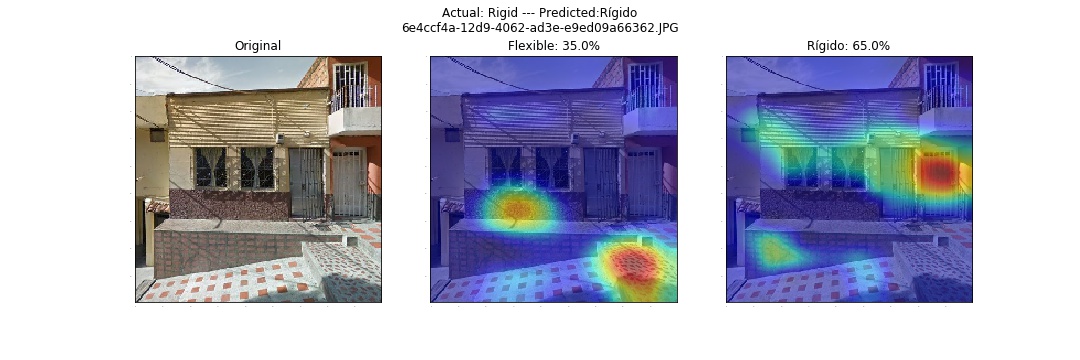 Actual: Rigid --- Predicted:Rígido
6e4ccf4a-12d9-4062-ad3e-e9ed09a66362.JPG
Original
Flexible: 35.0%
Rígido: 65.0%